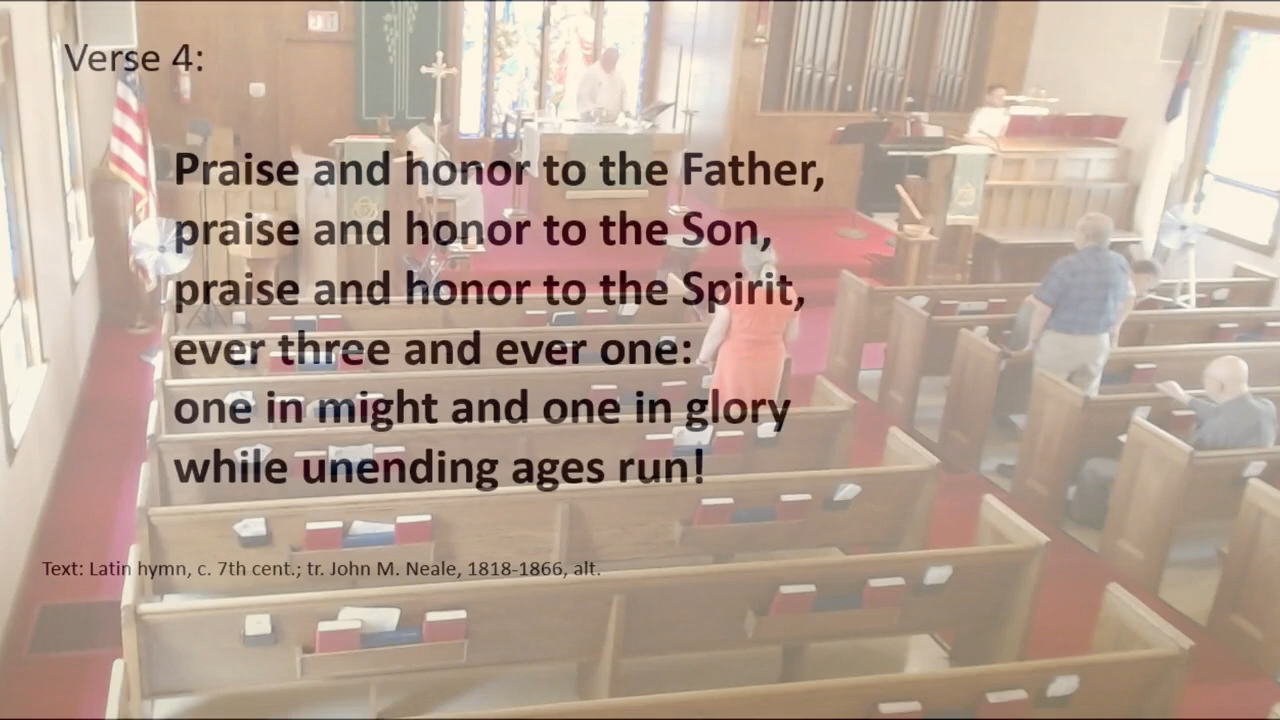 Verse 4:
Praise and honor to the Father,
praise and honor to the Son,
praise and honor to the Spirit,
ever three and ever one:
one in might and one in glory
while unending ages run!
Text: Latin hymn, c. 7th cent.; tr. John M. Neale, 1818-1866, alt.